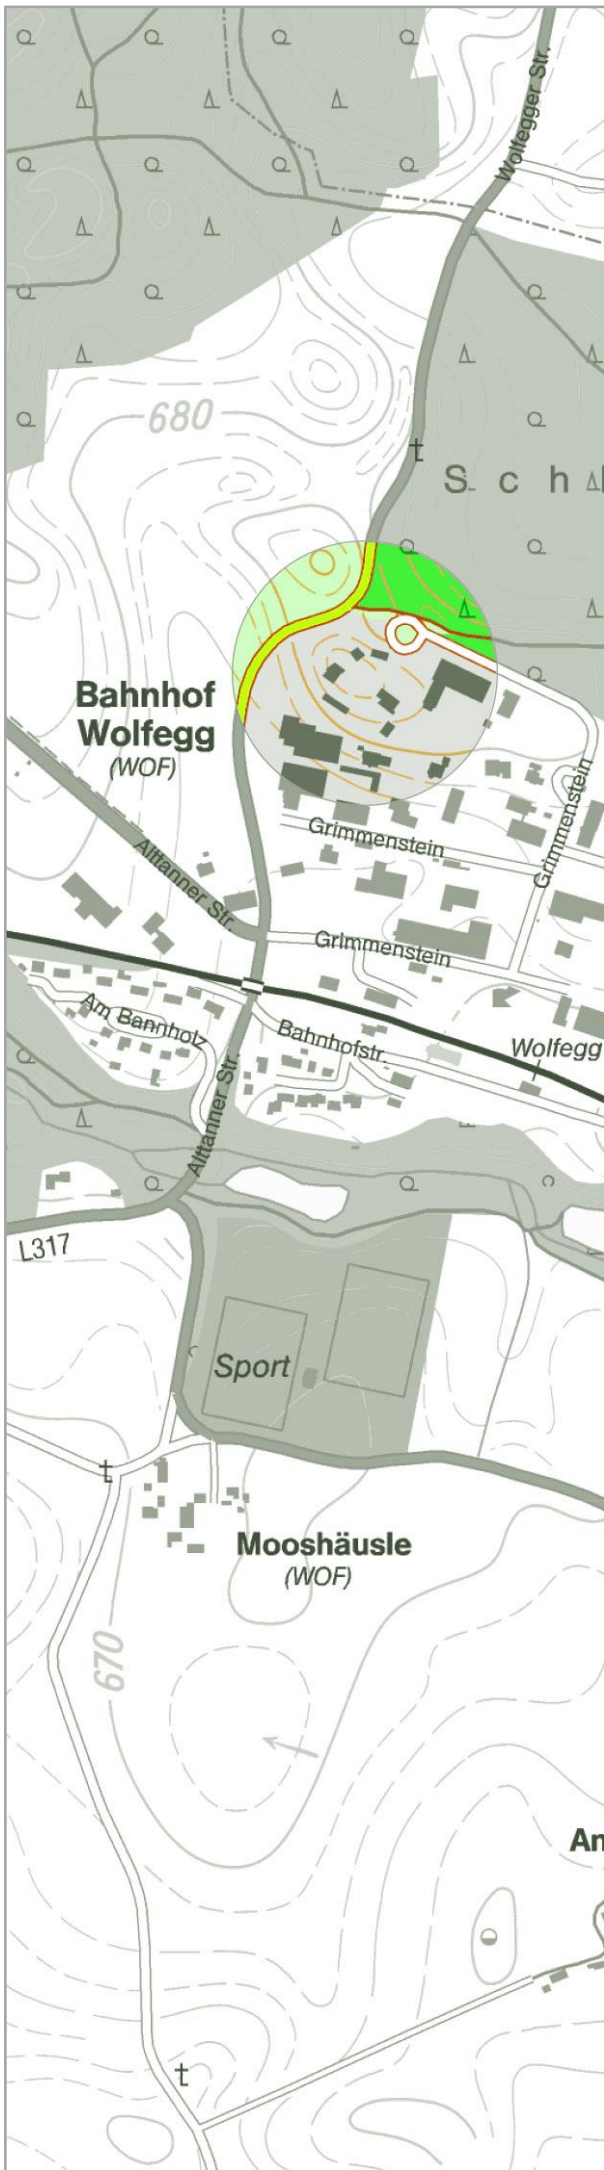 Wolfegger Str.
680
S c h
Bahnhof
Wolfegg
(WOF)
Grimmenstein
Grimmenstein
Alttanner Str.
Grimmenstein
Am Bannholz
Bahnhofstr.
Wolfegg
Alttanner Str.
L317
Sport
Mooshäusle
(WOF)
670
An